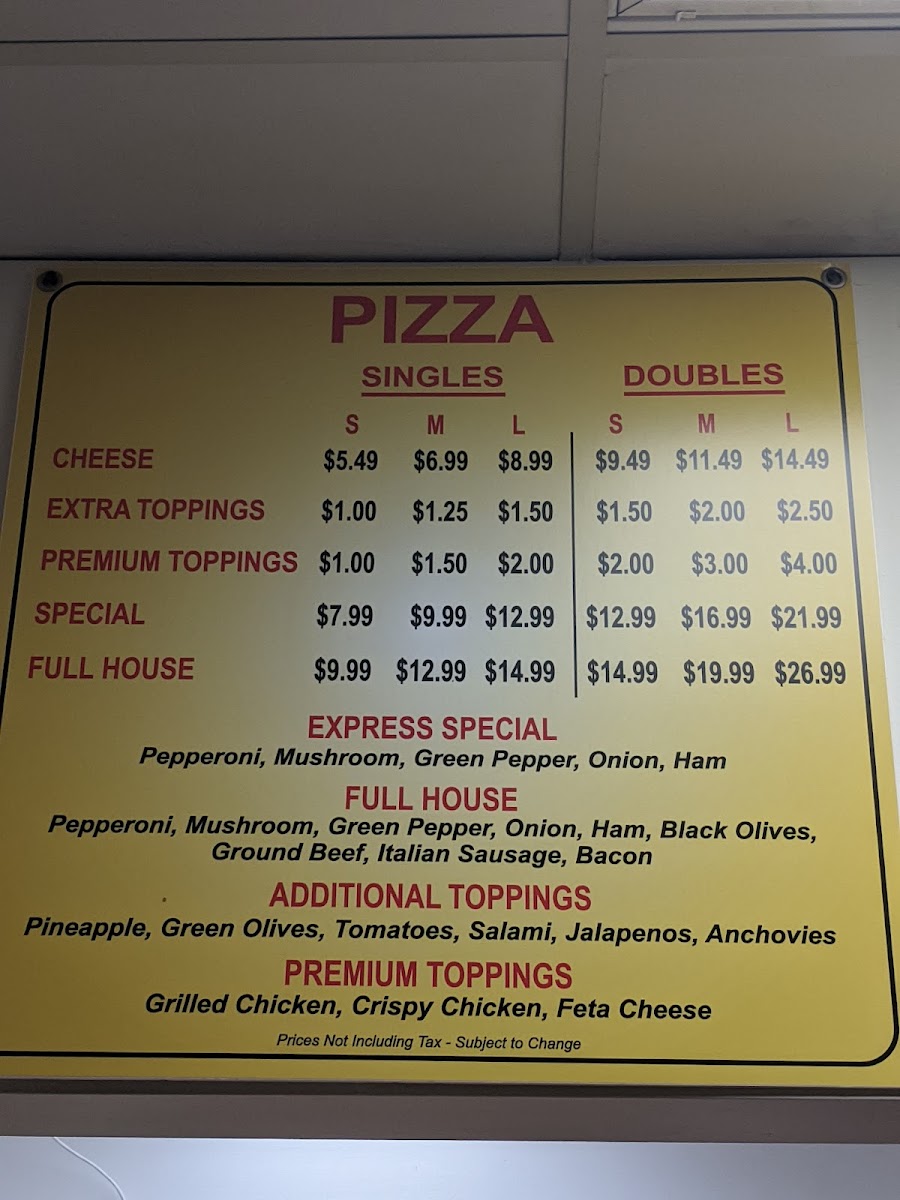 PIZZA
SINGLES DOUBLES
S M L S M L
CHEESE $5.49 $6.99 $8.99 $9.49 $11.49 $14.49
EXTRA TOPPINGS $1.00 $1.25 $1.50 $1.50 $2.00 $2.50
PREMIUM TOPPINGS $1.00 $1.50 $2.00 $2.00 $3.00 $4.00
SPECIAL $7.99 $9.99 $12.99 $12.99 $16.99 $21.99
FULL HOUSE $9.99 $12.99 $14.99 $14.99 $19.99 $26.99
EXPRESS SPECIAL
Pepperoni, Mushroom, Green Pepper, Onion, Ham
FULL HOUSE
Pepperoni, Mushroom, Green Pepper, Onion, Ham, Black Olives,
Ground Beef, Italian Sausage, Bacon
ADDITIONAL TOPPINGS
Pineapple, Green Olives, Tomatoes, Salami, Jalapenos, Anchovies
PREMIUM TOPPINGS
Grilled Chicken, Crispy Chicken, Feta Cheese
Prices Not Including Tax - Subject to Change